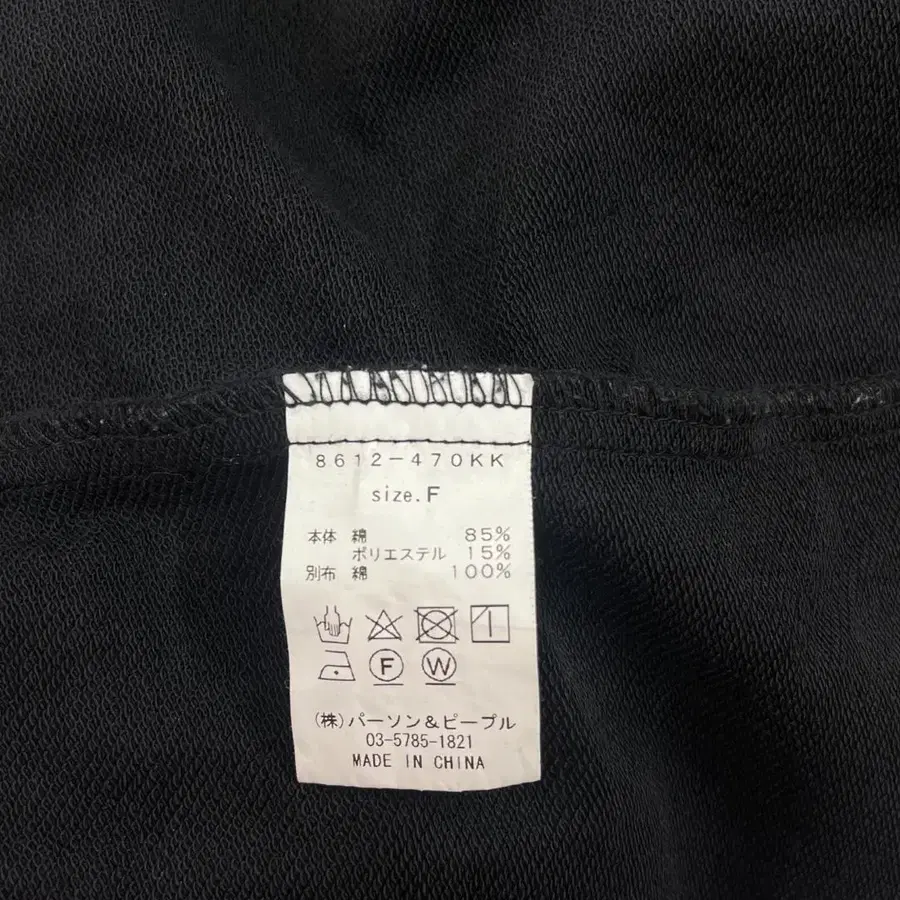 8612-470KK
size.F
本体 綿 85%
ポリエステル 15%
別布 綿 100%
F W
(株)パーソン&ピープル
03-5785-1821
MADE IN CHINA